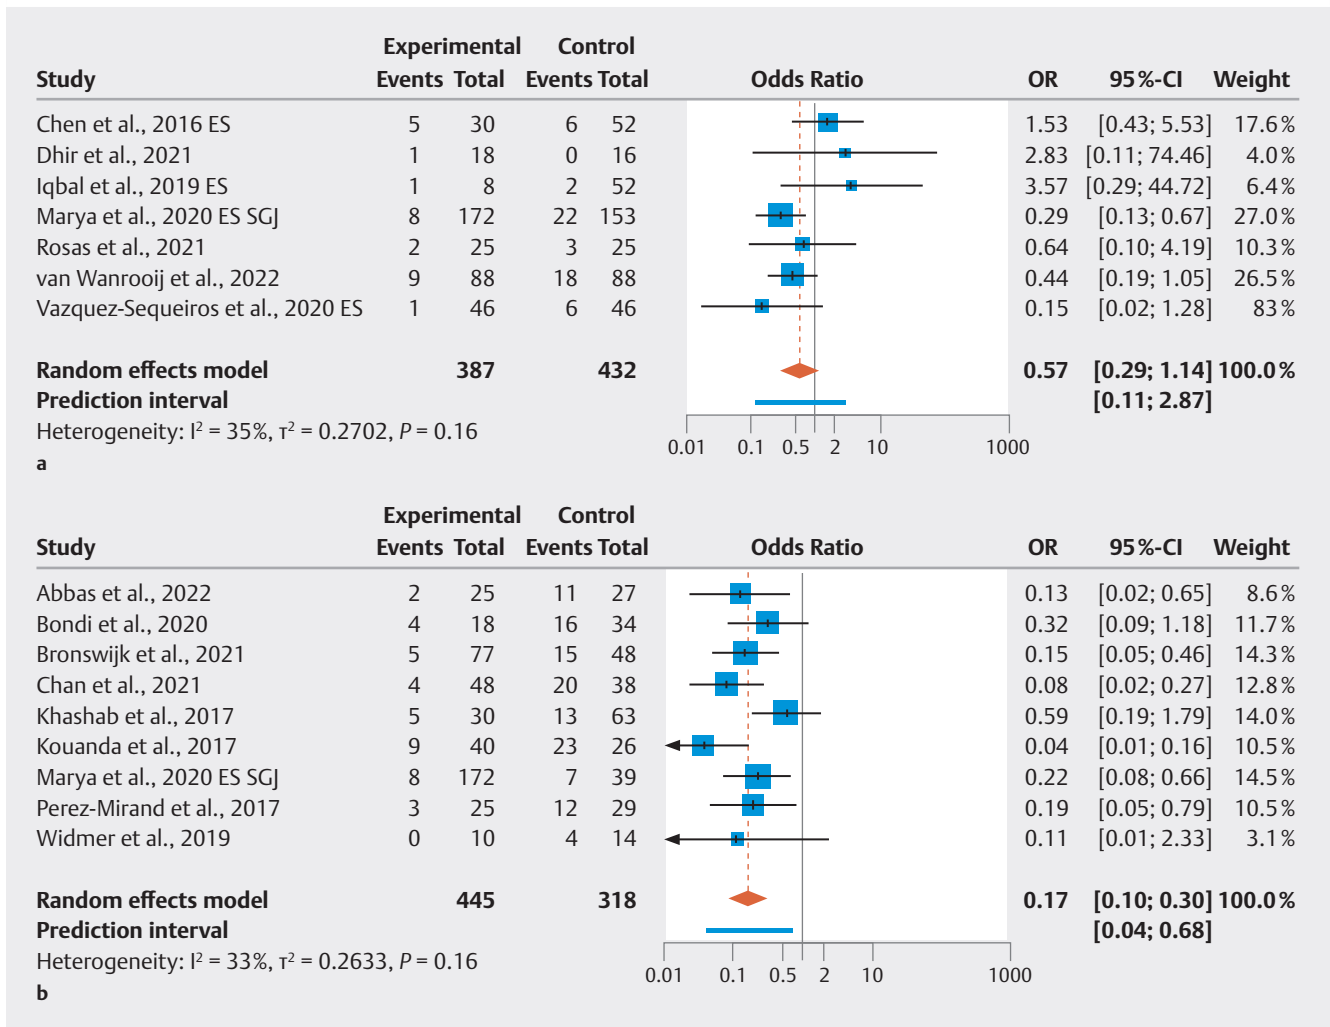 Experimental Control
Study Events Total Events Total Odds Ratio OR 95%-CI Weight
Chen et al., 2016 ES 5 30 6 52 1.53 [0.43; 5.53] 17.6%
Dhir et al., 2021 1 18 0 16 2.83 [0.11; 74.46] 4.0%
Iqbal et al., 2019 ES 1 8 2 52 3.57 [0.29; 44.72] 6.4%
Marya et al., 2020 ES SGJ 8 172 22 153 0.29 [0.13; 0.67] 27.0%
Rosas et al., 2021 2 25 3 25 0.64 [0.10; 4.19] 10.3%
van Wanrooij et al., 2022 9 88 18 88 0.44 [0.19; 1.05] 26.5%
Vazquez-Sequeiros et al., 2020 ES 1 46 6 46 0.15 [0.02; 1.28] 83%
Random effects model 387 432 0.57 [0.29; 1.14] 100.0%
Prediction interval [0.11; 2.87]
Heterogeneity: I² = 35%, τ² = 0.2702, P = 0.16
0.01 0.1 0.5 2 10 1000
a
Experimental Control
Study Events Total Events Total Odds Ratio OR 95%-CI Weight
Abbas et al., 2022 2 25 11 27 0.13 [0.02; 0.65] 8.6%
Bondi et al., 2020 4 18 16 34 0.32 [0.09; 1.18] 11.7%
Bronswijk et al., 2021 5 77 15 48 0.15 [0.05; 0.46] 14.3%
Chan et al., 2021 4 48 20 38 0.08 [0.02; 0.27] 12.8%
Khashab et al., 2017 5 30 13 63 0.59 [0.19; 1.79] 14.0%
Kouanda et al., 2017 9 40 23 26 0.04 [0.01; 0.16] 10.5%
Marya et al., 2020 ES SGJ 8 172 7 39 0.22 [0.08; 0.66] 14.5%
Perez-Mirand et al., 2017 3 25 12 29 0.19 [0.05; 0.79] 10.5%
Widmer et al., 2019 0 10 4 14 0.11 [0.01; 2.33] 3.1%
Random effects model 445 318 0.17 [0.10; 0.30] 100.0%
Prediction interval [0.04; 0.68]
Heterogeneity: I² = 33%, τ² = 0.2633, P = 0.16
0.01 0.1 0.5 2 10 1000
b